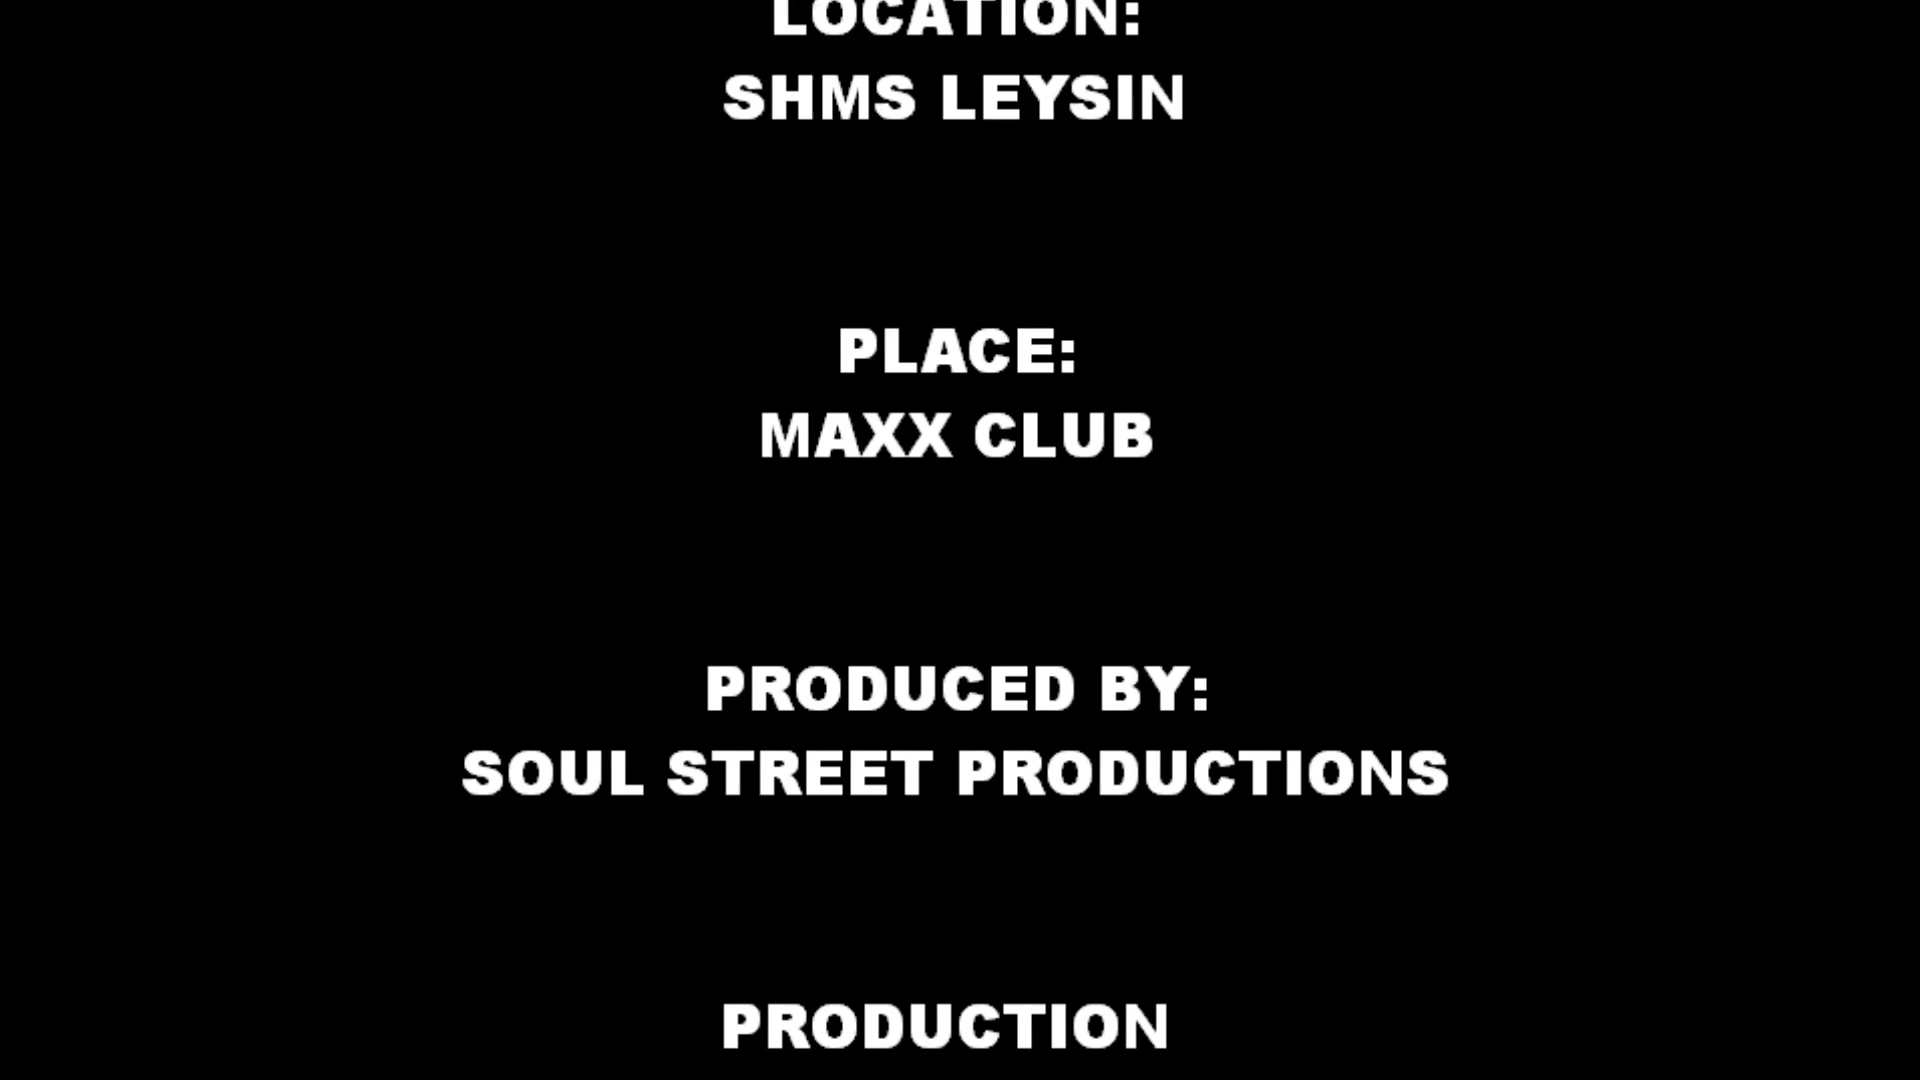 LOCATION:
SHMS LEYSIN
PLACE:
MAXX CLUB
PRODUCED BY:
SOUL STREET PRODUCTIONS
PRODUCTION